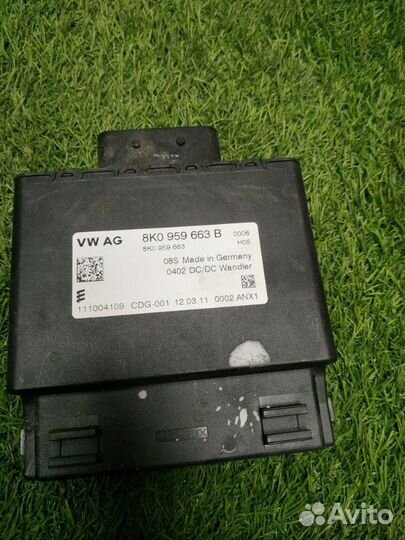 VW AG
8K0 959 663 B 0006
8K0 959 663 H05
08S Made in Germany
0402 DC/DC Wandler
111004109 CDG-001 12.03.11 0002 ANX1
Avito